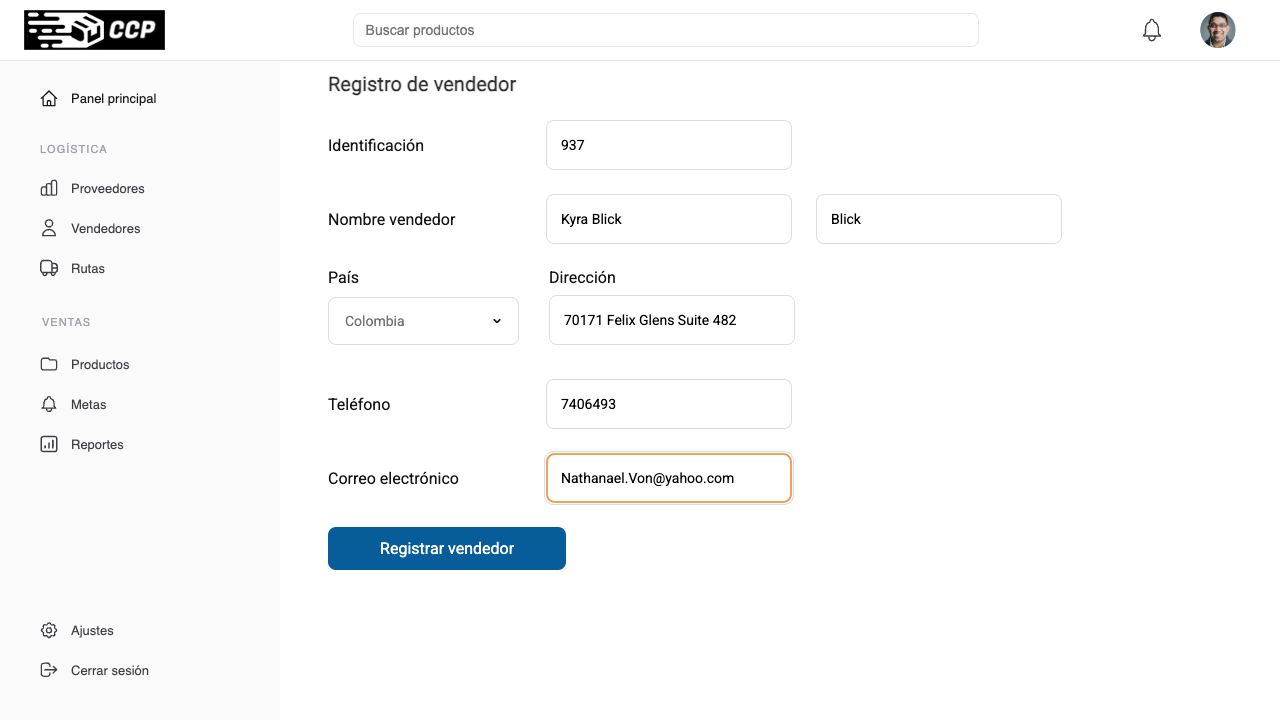 CCP
Buscar productos
Panel principal
LOGÍSTICA
Proveedores
Vendedores
Rutas
VENTAS
Productos
Metas
Reportes
Ajustes
Cerrar sesión
Registro de vendedor
Identificación
937
Nombre vendedor
Kyra Blick
Blick
País
Dirección
Colombia
70171 Felix Glens Suite 482
Teléfono
7406493
Correo electrónico
Nathanael.Von@yahoo.com
Registrar vendedor